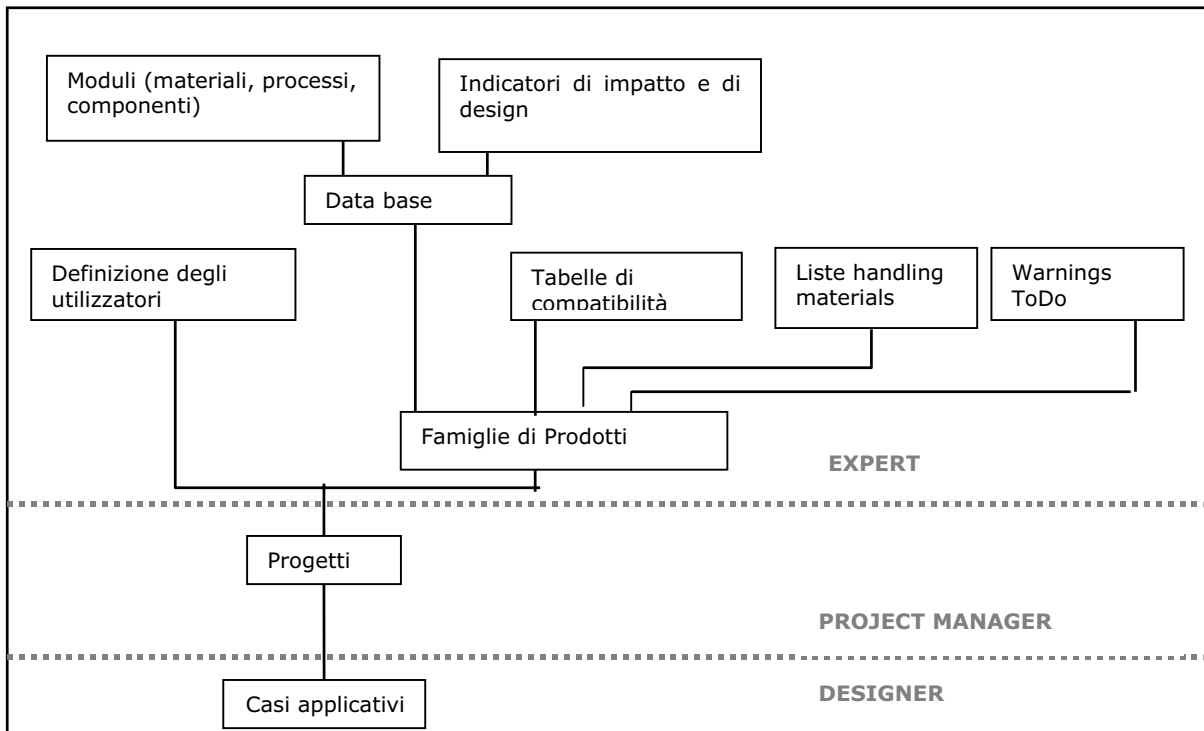 Moduli (materiali, processi,
componenti)
Indicatori di impatto e di
design
Data base
Definizione degli
utilizzatori
Tabelle di
compatibilità
Liste handling
materials
Warnings
ToDo
Famiglie di Prodotti
EXPERT
Progetti
PROJECT MANAGER
Casi applicativi
DESIGNER